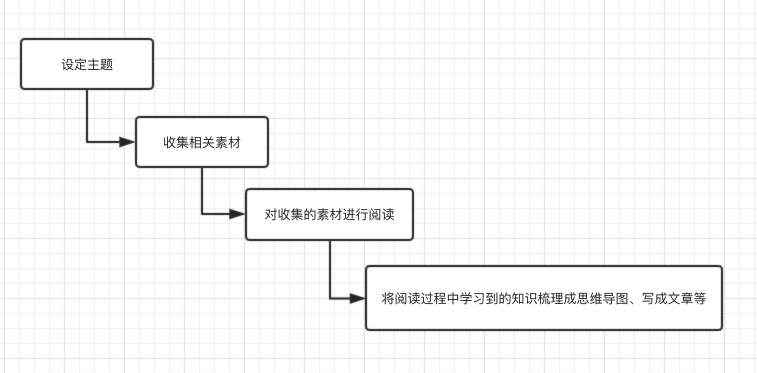 设定主题
收集相关素材
对收集的素材进行阅读
将阅读过程中学习到的知识梳理成思维导图、写成文章等